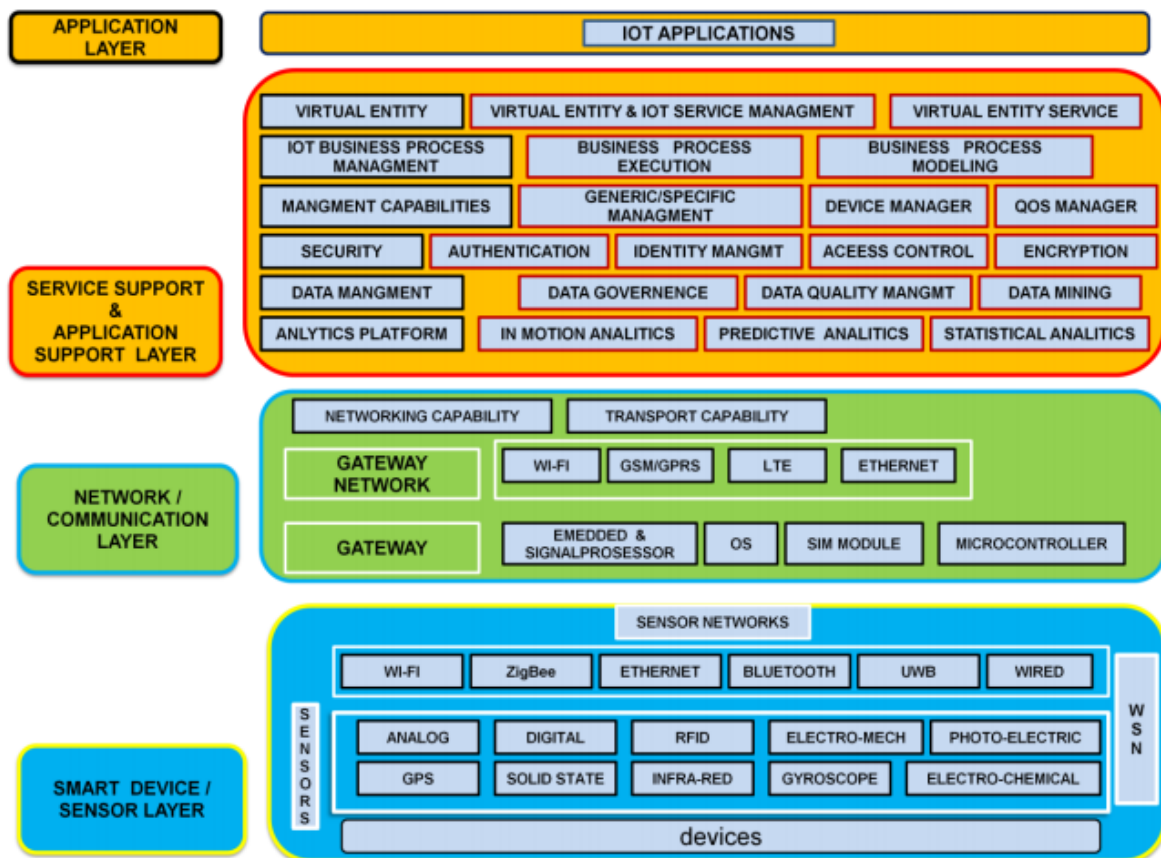 APPLICATION
LAYER
IOT APPLICATIONS
SERVICE SUPPORT
&
APPLICATION
SUPPORT LAYER
VIRTUAL ENTITY
VIRTUAL ENTITY & IOT SERVICE MANAGMENT
VIRTUAL ENTITY SERVICE
IOT BUSINESS PROCESS
MANAGMENT
BUSINESS PROCESS
EXECUTION
BUSINESS PROCESS
MODELING
MANGMENT CAPABILITIES
GENERIC/SPECIFIC
MANAGMENT
DEVICE MANAGER
QOS MANAGER
SECURITY
AUTHENTICATION
IDENTITY MANGMT
ACEESS CONTROL
ENCRYPTION
DATA MANGMENT
DATA GOVERNENCE
DATA QUALITY MANGMT
DATA MINING
ANLYTICS PLATFORM
IN MOTION ANALITICS
PREDICTIVE ANALITICS
STATISTICAL ANALITICS
NETWORK /
COMMUNICATION
LAYER
NETWORKING CAPABILITY
TRANSPORT CAPABILITY
GATEWAY
NETWORK
WI-FI
GSM/GPRS
LTE
ETHERNET
GATEWAY
EMEDDED &
SIGNALPROSESSOR
OS
SIM MODULE
MICROCONTROLLER
SMART DEVICE /
SENSOR LAYER
SENSOR NETWORKS
WI-FI
ZigBee
ETHERNET
BLUETOOTH
UWB
WIRED
SENSORS
ANALOG
DIGITAL
RFID
ELECTRO-MECH
PHOTO-ELECTRIC
GPS
SOLID STATE
INFRA-RED
GYROSCOPE
ELECTRO-CHEMICAL
WSN
devices